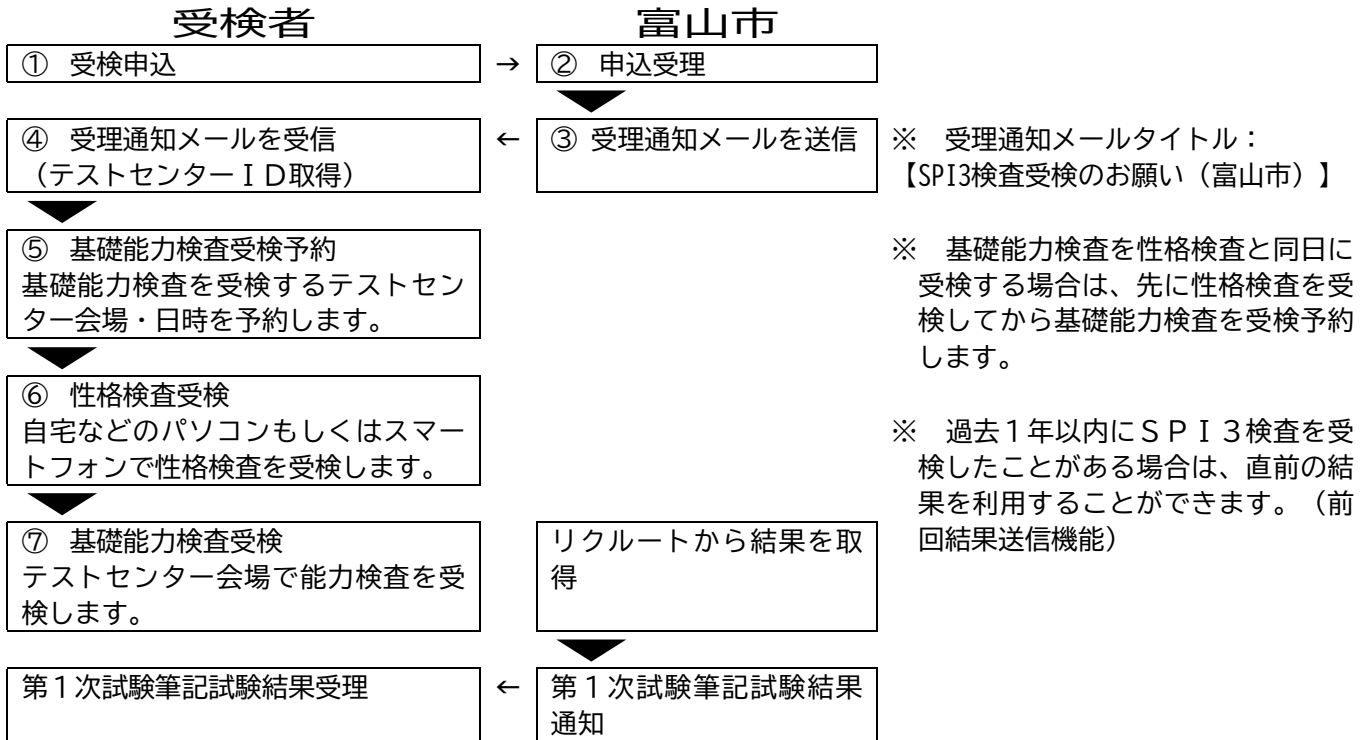 受検者
富山市
① 受検申込
→
② 申込受理
④ 受理通知メールを受信
（テストセンターＩＤ取得）
←
③ 受理通知メールを送信
※ 受理通知メールタイトル：
【SPI3検査受検のお願い（富山市）】
⑤ 基礎能力検査受検予約
基礎能力検査を受検するテストセン
ター会場・日時を予約します。
※ 基礎能力検査を性格検査と同日に
受検する場合は、先に性格検査を受
検してから基礎能力検査を受検予約
します。
⑥ 性格検査受検
自宅などのパソコンもしくはスマー
トフォンで性格検査を受検します。
※ 過去１年以内にＳＰＩ３検査を受
検したことがある場合は、直前の結
果を利用することができます。（前
回結果送信機能）
⑦ 基礎能力検査受検
テストセンター会場で能力検査を受
検します。
リクルートから結果を取
得
第１次試験筆記試験結果受理
←
第１次試験筆記試験結果
通知